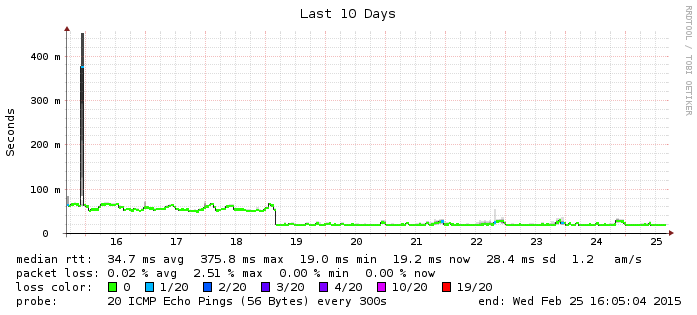 Last 10 Days
RRDTOOL / TOBI OETIKER
Seconds
400 m
300 m
200 m
100 m
0
16 17 18 19 20 21 22 23 24 25
median rtt: 34.7 ms avg 375.8 ms max 19.0 ms min 19.2 ms now 28.4 ms sd 1.2 am/s
packet loss: 0.02 % avg 2.51 % max 0.00 % min 0.00 % now
loss color: 0 1/20 2/20 3/20 4/20 10/20 19/20
probe: 20 ICMP Echo Pings (56 Bytes) every 300s end: Wed Feb 25 16:05:04 2015